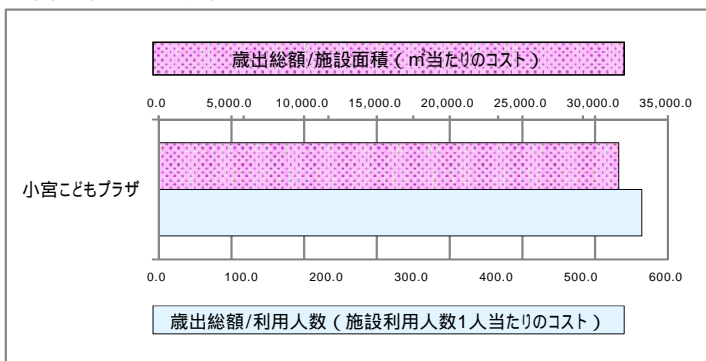 歳出総額/施設面積（㎡当たりのコスト）
0.0 5,000.0 10,000.0 15,000.0 20,000.0 25,000.0 30,000.0 35,000.0
小宮こどもプラザ
0.0 100.0 200.0 300.0 400.0 500.0 600.0
歳出総額/利用人数（施設利用人数1人当たりのコスト）